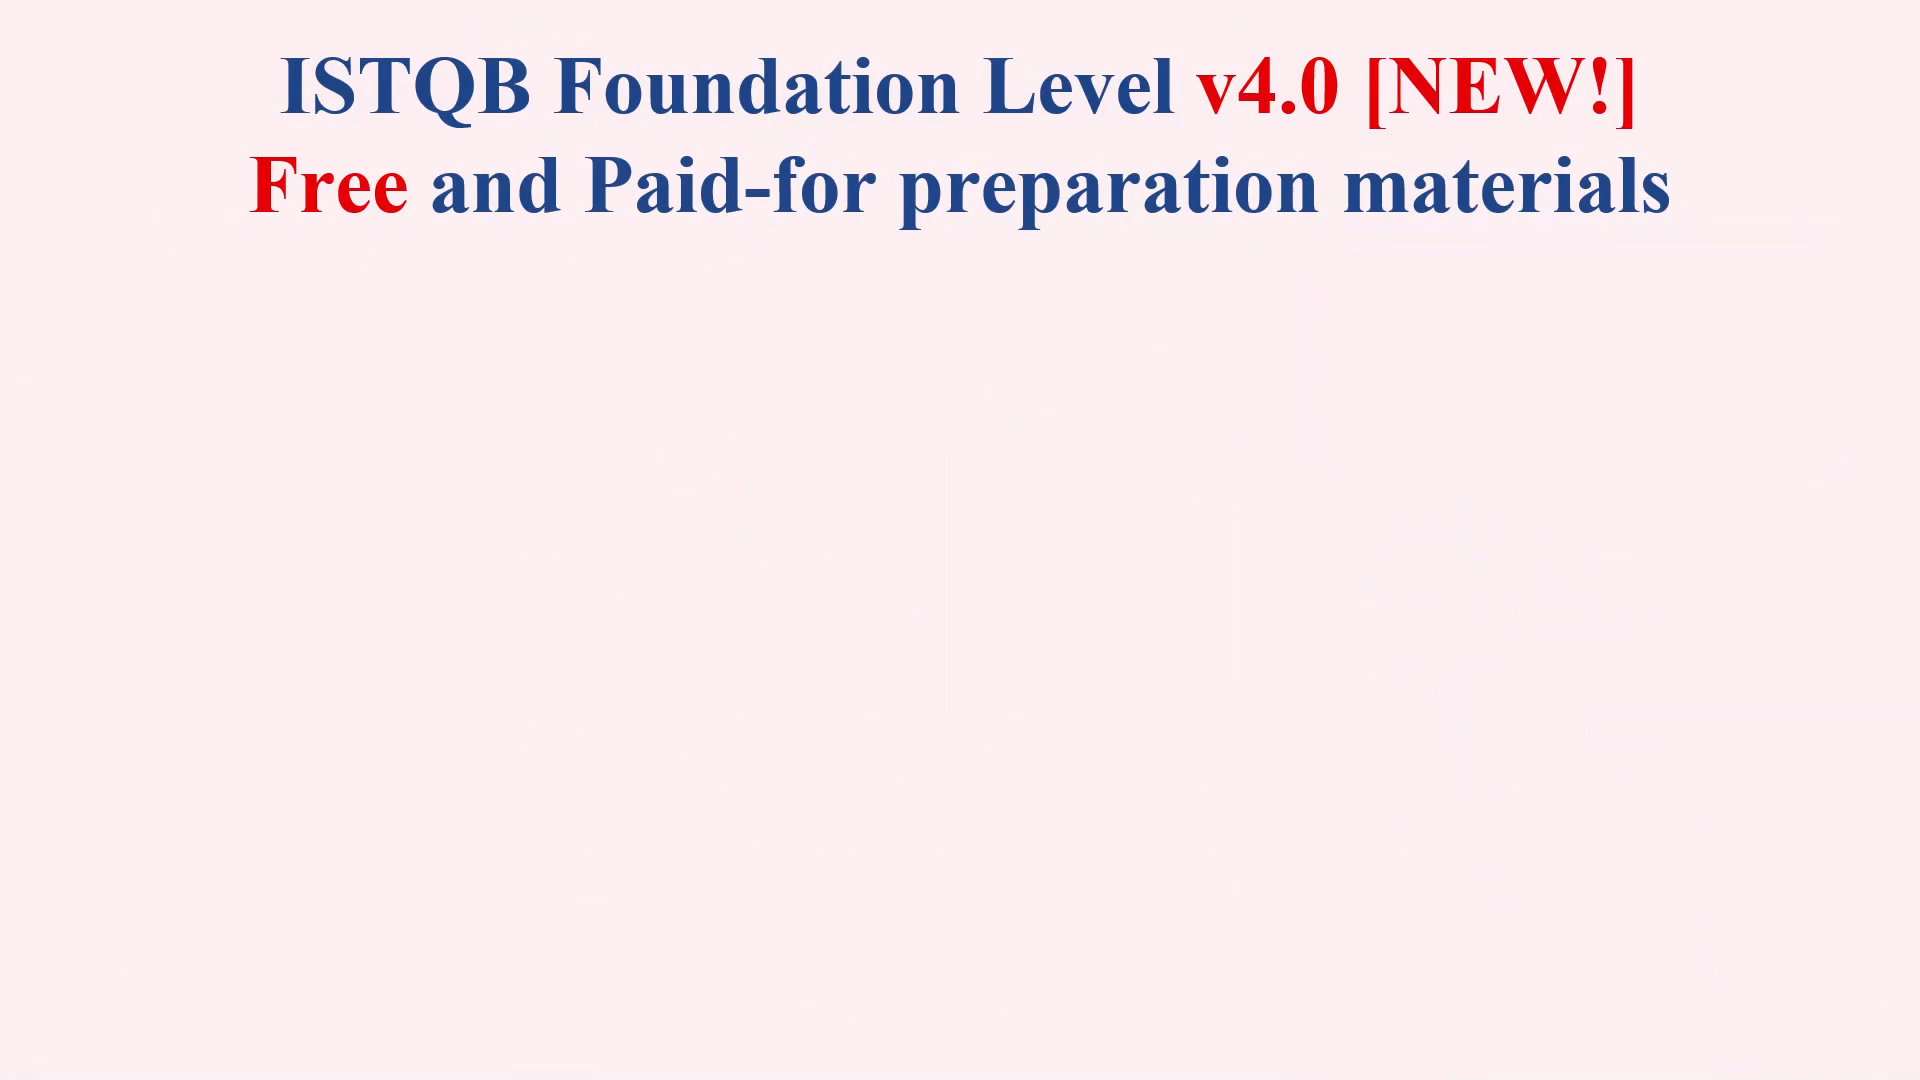 ISTQB Foundation Level v4.0 [NEW!]
Free and Paid-for preparation materials